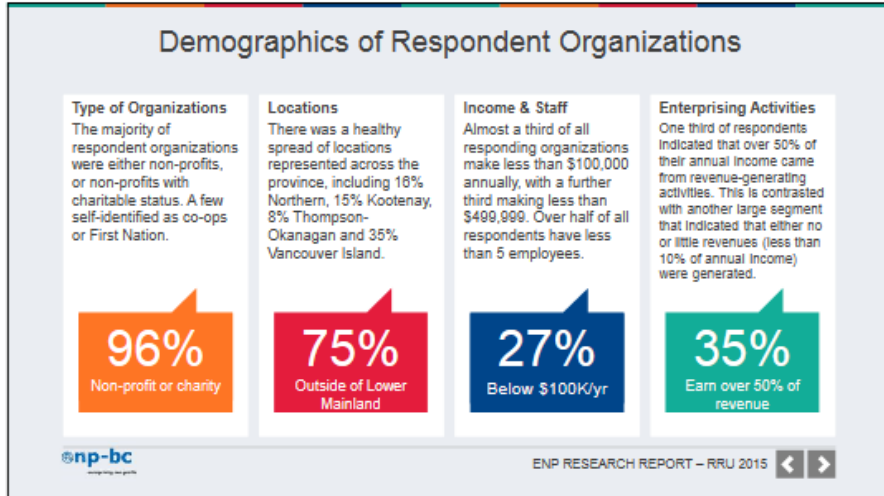 Demographics of Respondent Organizations
Type of Organizations
The majority of
respondent organizations
were either non-profits,
or non-profits with
charitable status. A few
self-identified as co-ops
or First Nation.
96%
Non-profit or charity
Locations
There was a healthy
spread of locations
represented across the
province, including 16%
Northern, 15% Kootenay,
8% Thompson-
Okanagan and 35%
Vancouver Island.
75%
Outside of Lower
Mainland
Income & Staff
Almost a third of all
responding organizations
make less than $100,000
annually, with a further
third making less than
$499,999. Over half of all
respondents have less
than 5 employees.
27%
Below $100K/yr
Enterprising Activities
One third of respondents
indicated that over 50% of
their annual income came
from revenue-generating
activities. This is contrasted
with another large segment
that indicated that either no
or little revenues (less than
10% of annual income)
were generated.
35%
Earn over 50% of
revenue
enp-bc
ENP RESEARCH REPORT – RRU 2015